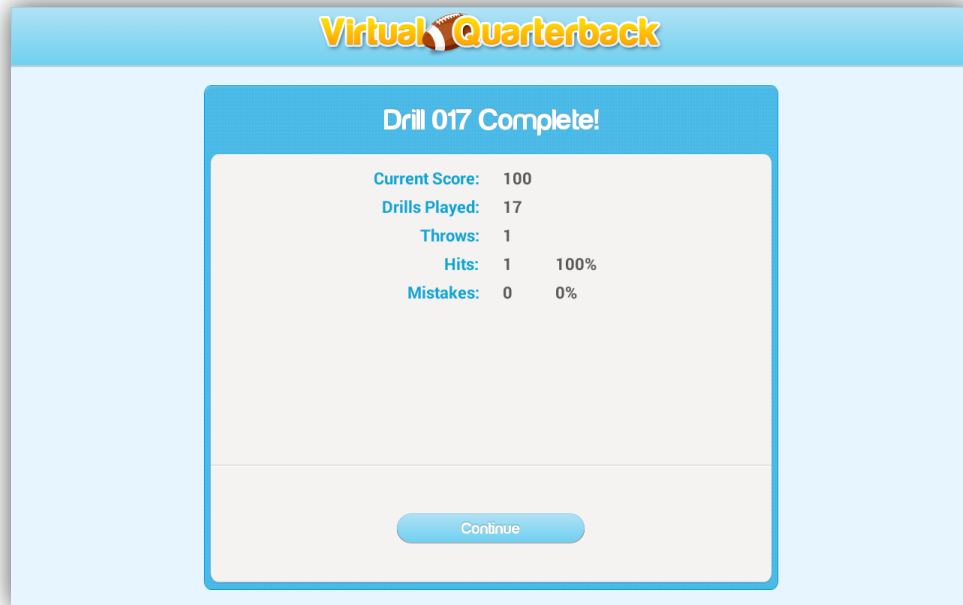 Virtual Quarterback
Drill 017 Complete!
Current Score: 100
Drills Played: 17
Throws: 1
Hits: 1 100%
Mistakes: 0 0%
Continue